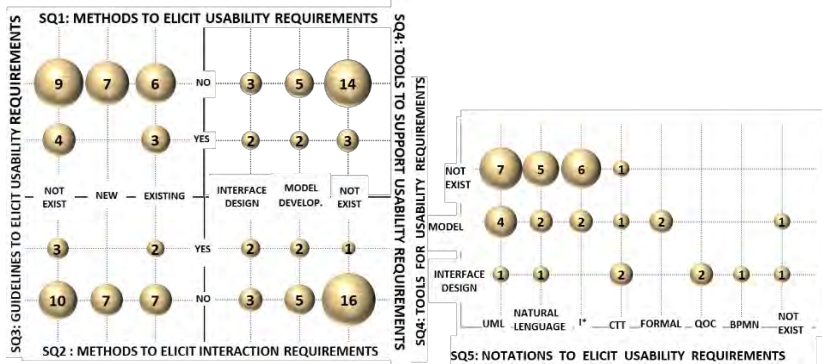 SQ1: METHODS TO ELICIT USABILITY REQUIREMENTS
SQ3: GUIDELINES TO ELICIT USABILITY REQUIREMENTS
9 7 6 NO 3 5 14
4 3 YES 2 2 3
NOT EXIST NEW EXISTING INTERFACE DESIGN MODEL DEVELOP. NOT EXIST
3 2 YES 2 2 1
10 7 7 NO 3 5 16
SQ2 : METHODS TO ELICIT INTERACTION REQUIREMENTS
SQ4: TOOLS TO SUPPORT USABILITY REQUIREMENTS
SQ4: TOOLS FOR USABILITY REQUIREMENTS
NOT EXIST 7 5 6 1
MODEL 4 2 2 1 2 1
INTERFACE DESIGN 1 1 2 2 1 1
UML NATURAL LENGUAGE I* CTT FORMAL QOC BPMN NOT EXIST
SQ5: NOTATIONS TO ELICIT USABILITY REQUIREMENTS